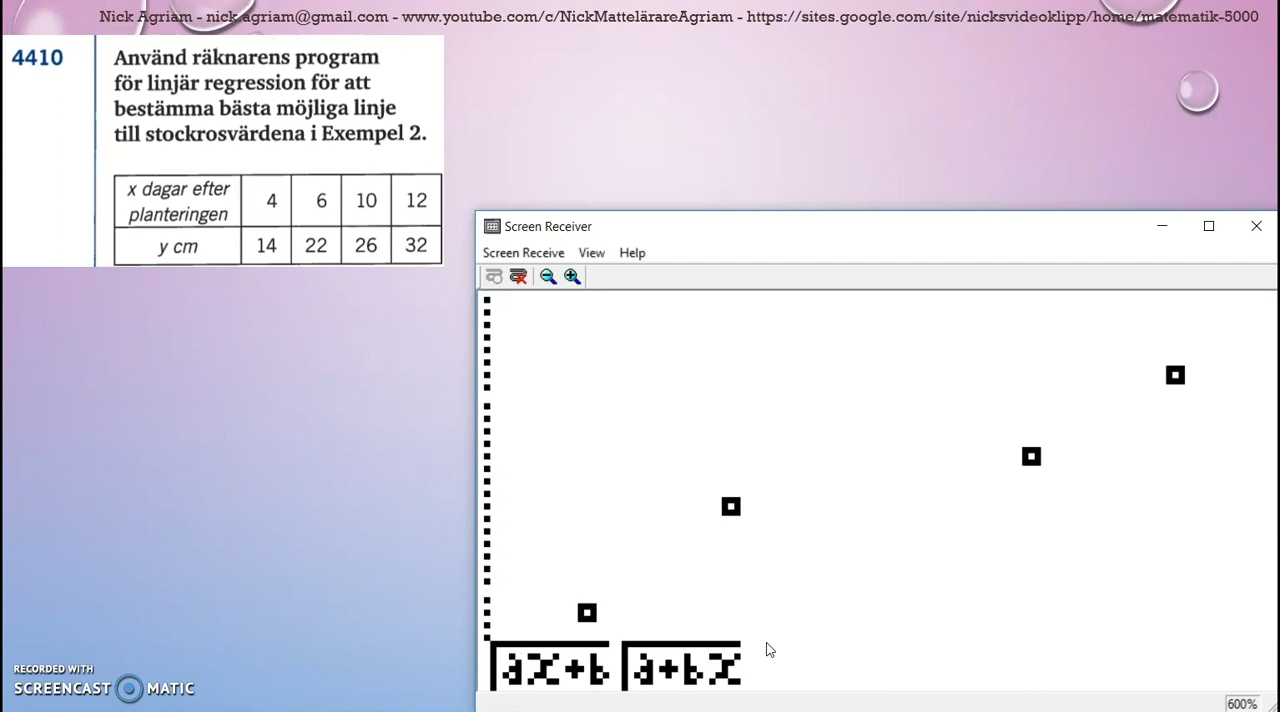 Nick Agriam - nick.agriam@gmail.com - www.youtube.com/c/NickMattelärareAgriam - https://sites.google.com/site/nicksvideoklipp/home/matematik-5000
4410
Använd räknarens program
för linjär regression för att
bestämma bästa möjliga linje
till stockrosvärdena i Exempel 2.
x dagar efter planteringen 4 6 10 12
y cm 14 22 26 32
Screen Receiver
Screen Receive View Help
aX+b a+bX
600%
RECORDED WITH
SCREENCAST MATIC